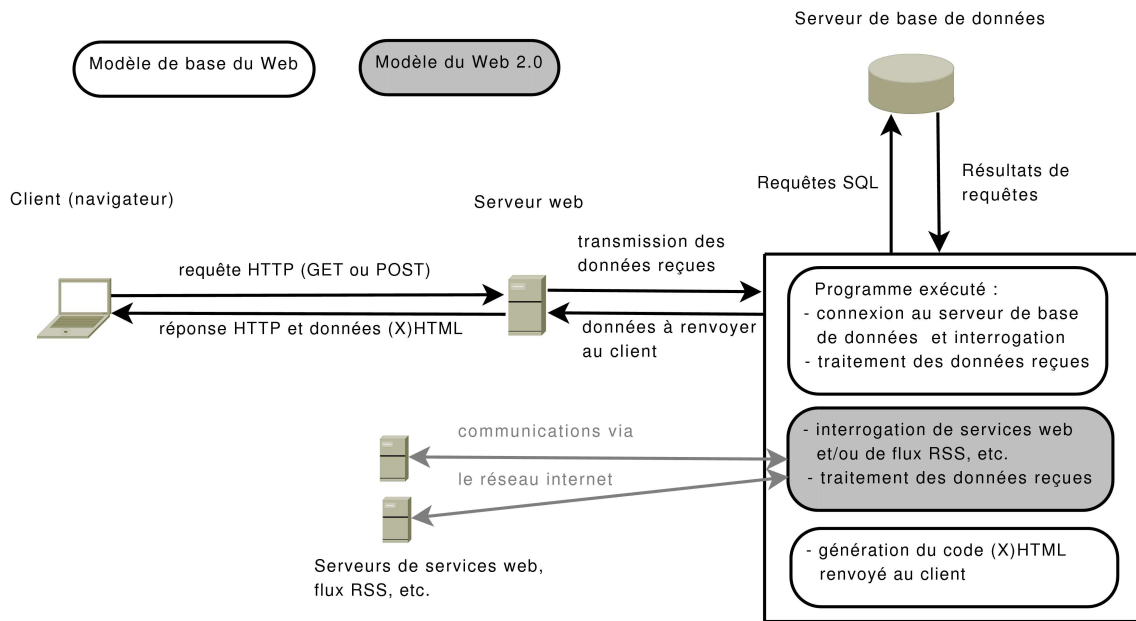 Serveur de base de données
Modèle de base du Web
Modèle du Web 2.0
Requêtes SQL
Résultats de
requêtes
Client (navigateur)
Serveur web
transmission des
données reçues
requête HTTP (GET ou POST)
réponse HTTP et données (X)HTML
données à renvoyer
au client
Programme exécuté :
- connexion au serveur de base
de données et interrogation
- traitement des données reçues
communications via
le réseau internet
- interrogation de services web
et/ou de flux RSS, etc.
- traitement des données reçues
Serveurs de services web,
flux RSS, etc.
- génération du code (X)HTML
renvoyé au client